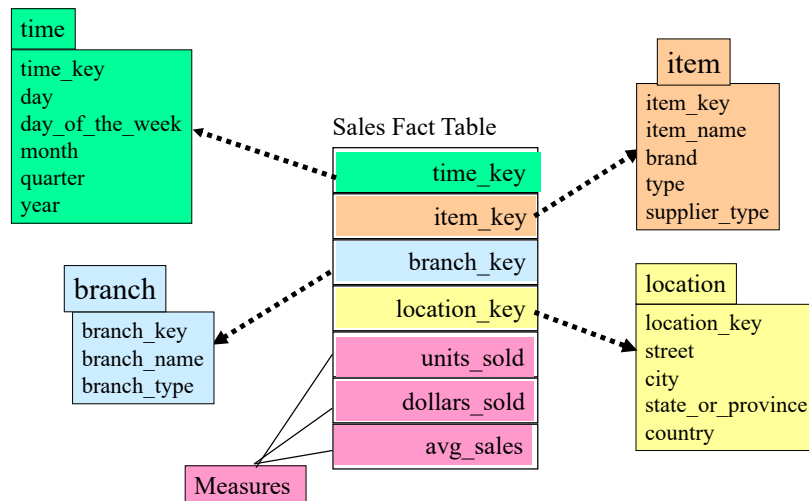 time
time_key
day
day_of_the_week
month
quarter
year
item
item_key
item_name
brand
type
supplier_type
Sales Fact Table
time_key
item_key
branch_key
location_key
units_sold
dollars_sold
avg_sales
branch
branch_key
branch_name
branch_type
location
location_key
street
city
state_or_province
country
Measures